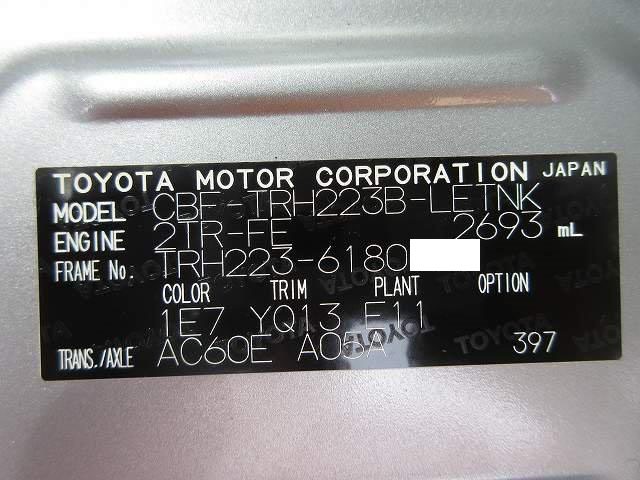 TOYOTA MOTOR CORPORATION JAPAN
MODEL CBF-TRH223B-LETNK
ENGINE 2TR-FE 2693 mL
FRAME No. TRH223-6180
COLOR TRIM PLANT OPTION
1E7 YQ13 E11
TRANS./AXLE AC60E A05A 397